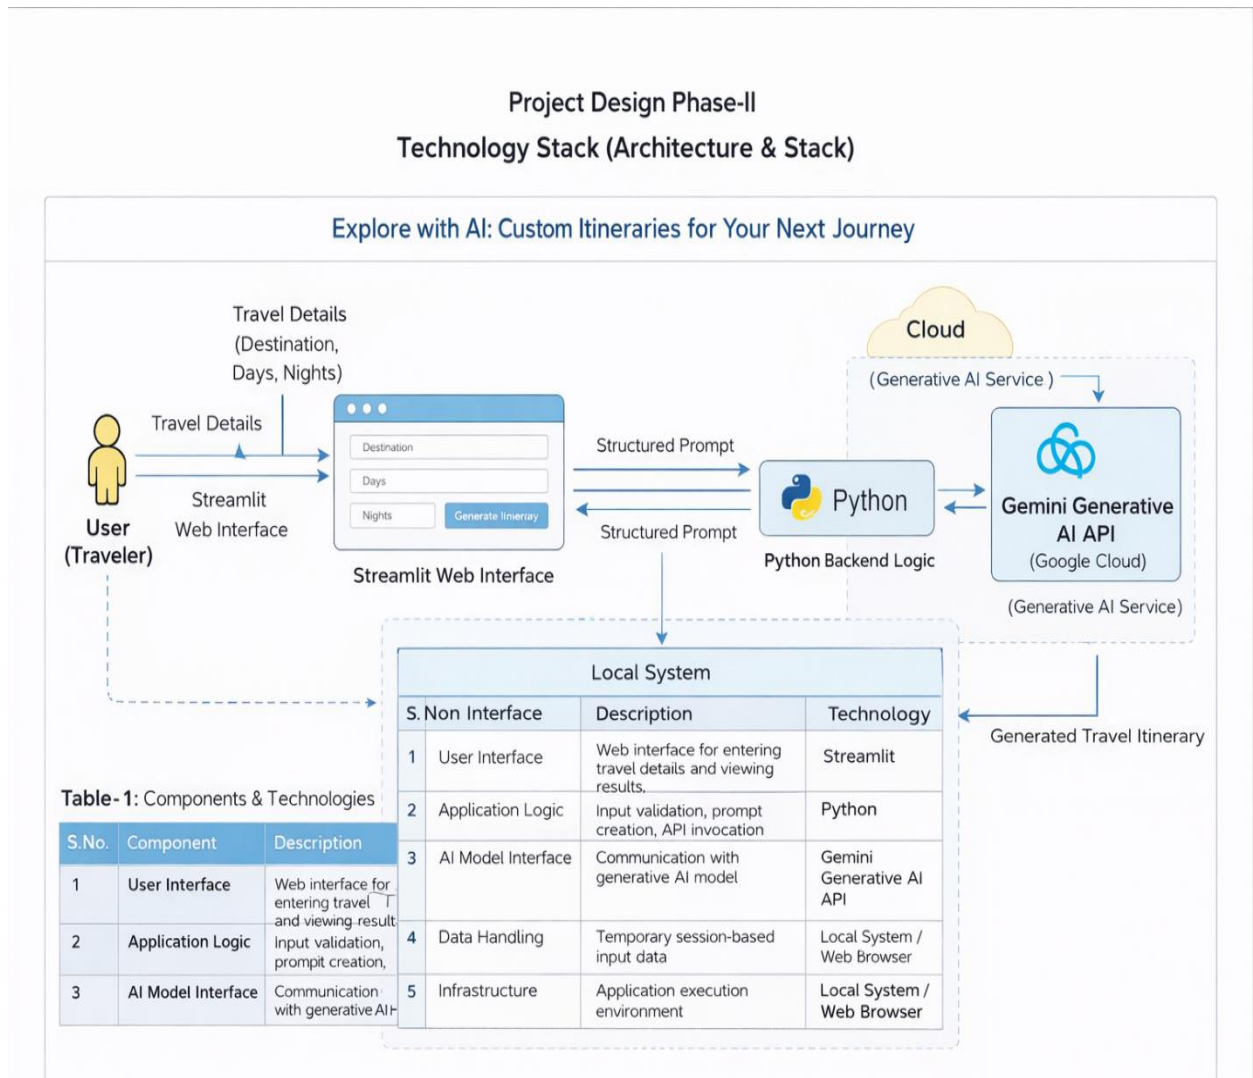 Project Design Phase-II
Technology Stack (Architecture & Stack)
Explore with AI: Custom Itineraries for Your Next Journey
Travel Details
(Destination,
Days, Nights)
Travel Details
Streamlit
Web Interface
User
(Traveler)
Destination
Days
Nights
Streamlit Web Interface
Structured Prompt
Structured Prompt
Python
Python Backend Logic
Cloud
(Generative AI Service )
Gemini Generative
AI API
(Google Cloud)
(Generative AI Service)
Generated Travel Itinerary
Local System
S. Non Interface Description Technology
1 User Interface Web interface for entering Streamlit
travel details and viewing
results,
2 Application Logic Input validation, prompt Python
creation, API invocation
3 AI Model Interface Communication with Gemini
generative AI model Generative AI
API
4 Data Handling Temporary session-based Local System /
input data Web Browser
5 Infrastructure Application execution Local System /
environment Web Browser
Table-1: Components & Technologies
S.No. Component Description
1 User Interface Web interface for
entering travel
and viewing result
2 Application Logic Input validation,
prompit creation,
3 AI Model Interface Communication
with generative AI